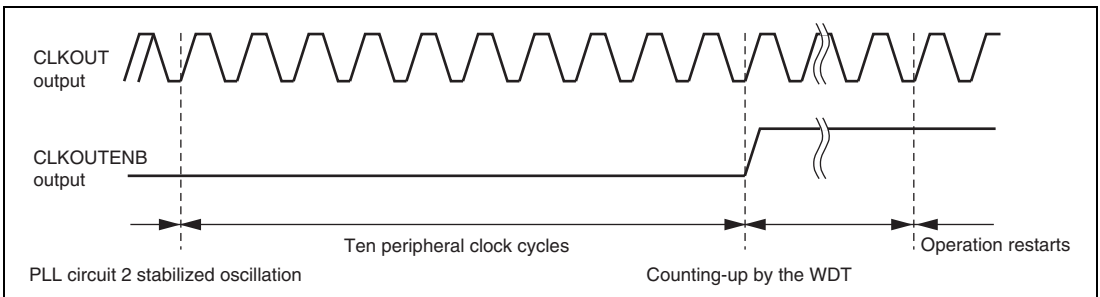 CLKOUT
output
CLKOUTENB
output
Ten peripheral clock cycles
Operation restarts
PLL circuit 2 stabilized oscillation
Counting-up by the WDT